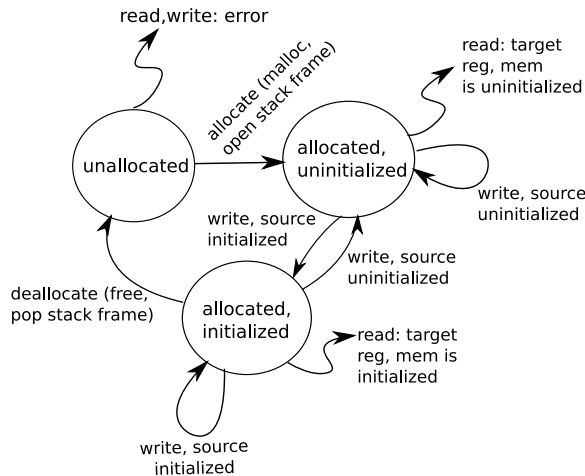 read,write: error
allocate (malloc,
open stack frame)
read: target
reg, mem
is uninitialized
unallocated
allocated,
uninitialized
write, source
uninitialized
write, source
initialized
write, source
uninitialized
deallocate (free,
pop stack frame)
allocated,
initialized
read: target
reg, mem is
initialized
write, source
initialized